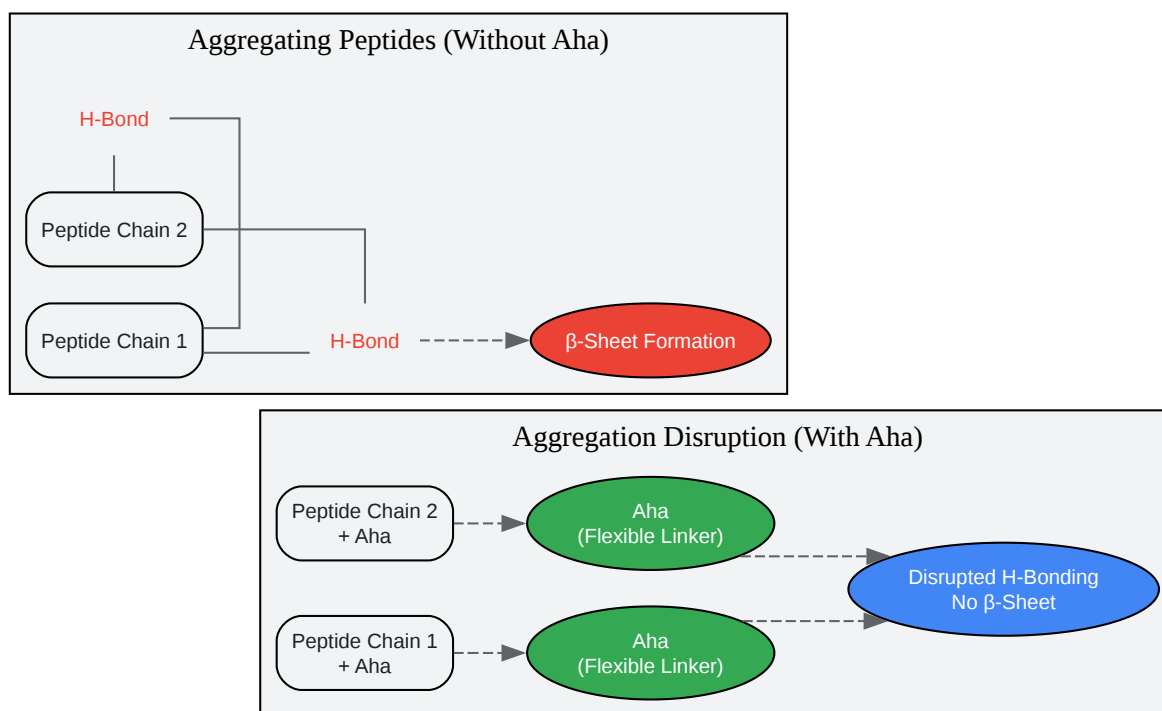 Aggregating Peptides (Without Aha)
H-Bond
Peptide Chain 2
Peptide Chain 1
H-Bond
β-Sheet Formation
Aggregation Disruption (With Aha)
Peptide Chain 2
+ Aha
Aha
(Flexible Linker)
Disrupted H-Bonding
No β-Sheet
Peptide Chain 1
+ Aha
Aha
(Flexible Linker)